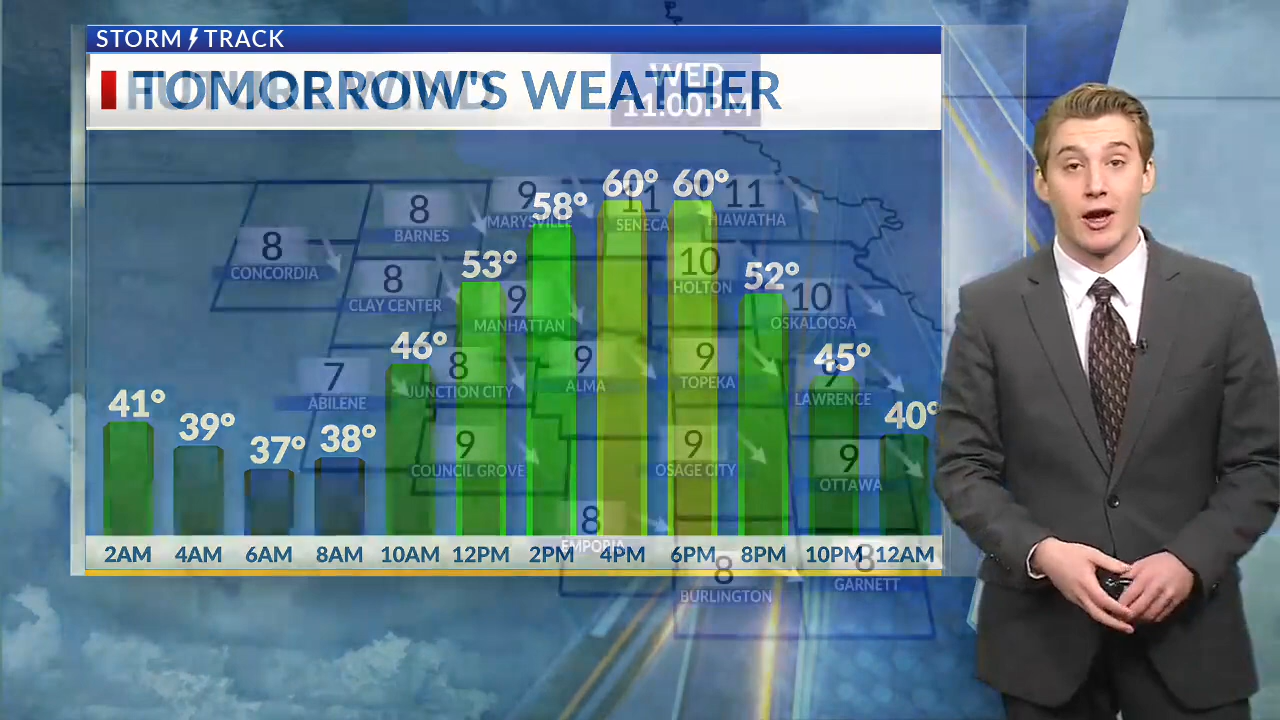 STORM TRACK
TOMORROW'S WEATHER
FUTURE WIND
WED
11:00PM
41° 39° 37° 38° 46° 53° 58° 60° 60° 52° 45° 40°
2AM 4AM 6AM 8AM 10AM 12PM 2PM 4PM 6PM 8PM 10PM 12AM
8
CONCORDIA
8
BARNES
9
MARYSVILLE
11
SENECA
11
HIAWATHA
8
CLAY CENTER
9
MANHATTAN
10
HOLTON
10
OSKALOOSA
7
ABILENE
8
JUNCTION CITY
9
ALMA
9
TOPEKA
9
LAWRENCE
9
COUNCIL GROVE
9
OSAGE CITY
9
OTTAWA
8
EMPORIA
8
BURLINGTON
8
GARNETT